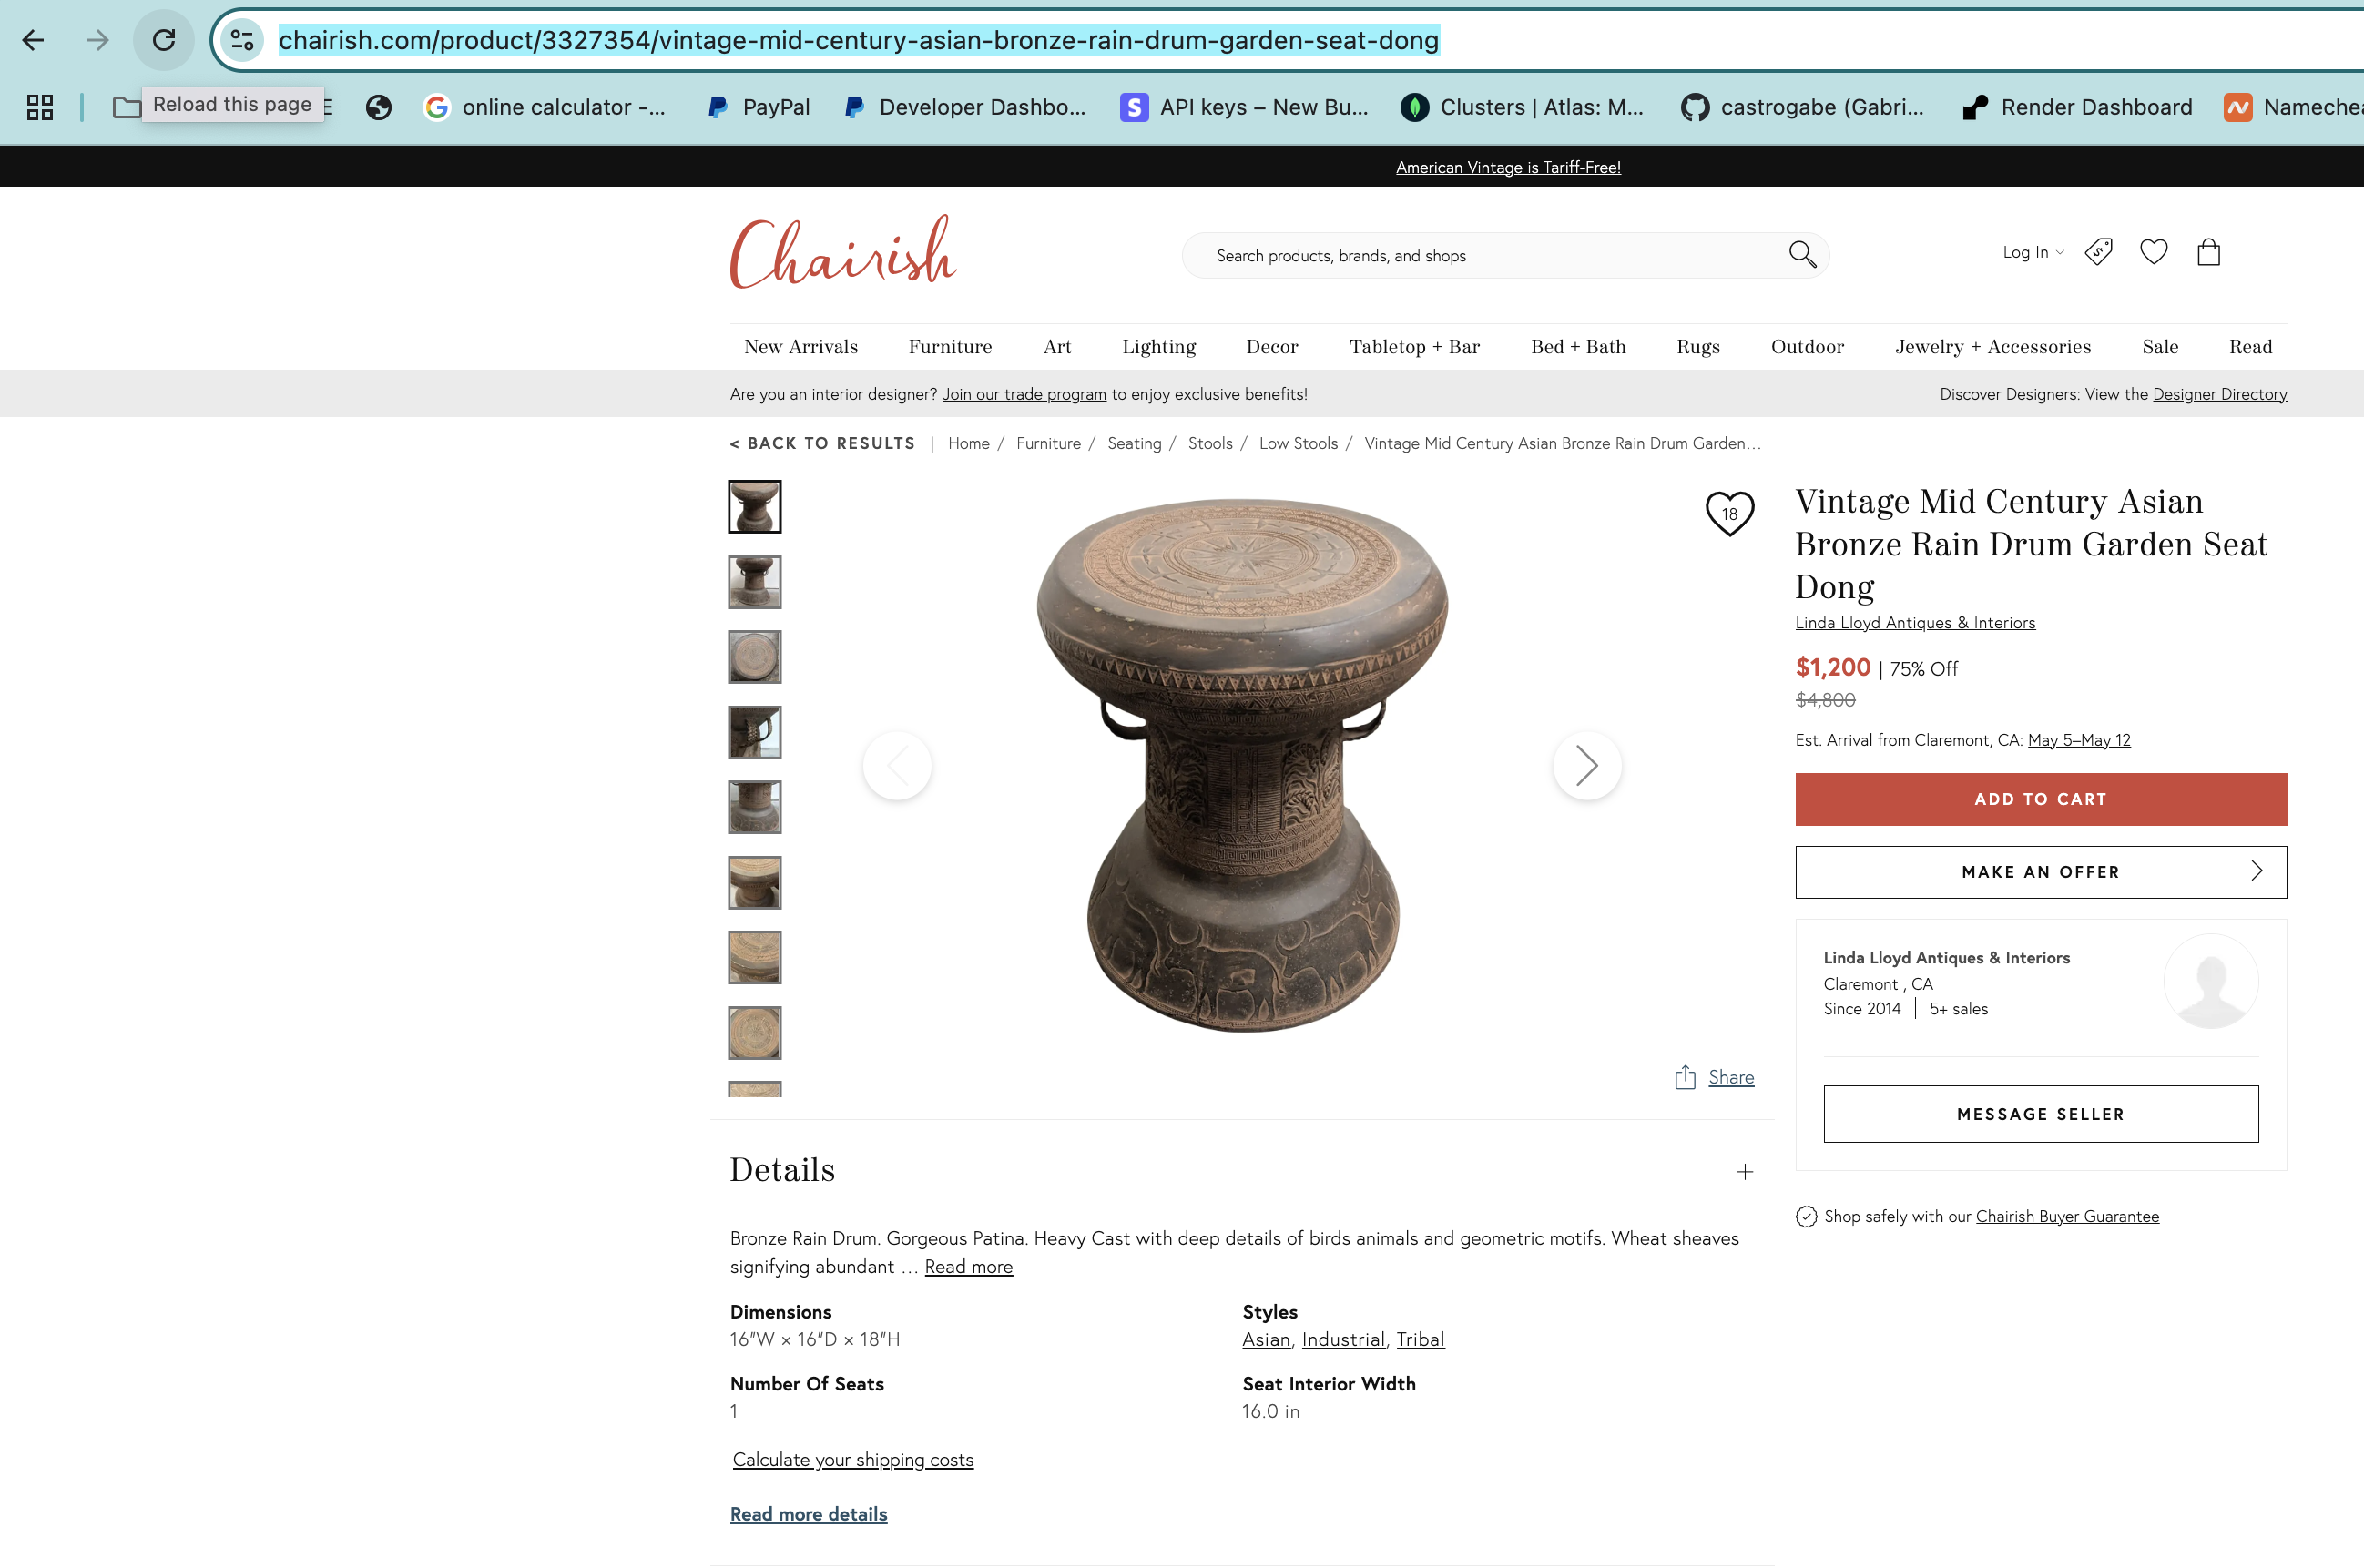 chairish.com/product/3327354/vintage-mid-century-asian-bronze-rain-drum-garden-seat-dong
Reload this page
online calculator -...
PayPal
Developer Dashbo...
API keys – New Bu...
Clusters | Atlas: M...
castrogabe (Gabri...
Render Dashboard
Namechea
American Vintage is Tariff-Free!
Chairish
Search products, brands, and shops
Log In
New Arrivals Furniture Art Lighting Decor Tabletop + Bar Bed + Bath Rugs Outdoor Jewelry + Accessories Sale Read
Are you an interior designer? Join our trade program to enjoy exclusive benefits!
Discover Designers: View the Designer Directory
< BACK TO RESULTS | Home / Furniture / Seating / Stools / Low Stools / Vintage Mid Century Asian Bronze Rain Drum Garden...
18
Vintage Mid Century Asian
Bronze Rain Drum Garden Seat
Dong
Linda Lloyd Antiques & Interiors
$1,200 | 75% Off
$4,800
Est. Arrival from Claremont, CA: May 5–May 12
ADD TO CART
MAKE AN OFFER
Linda Lloyd Antiques & Interiors
Claremont , CA
Since 2014 | 5+ sales
MESSAGE SELLER
Shop safely with our Chairish Buyer Guarantee
Share
Details
Bronze Rain Drum. Gorgeous Patina. Heavy Cast with deep details of birds animals and geometric motifs. Wheat sheaves
signifying abundant ... Read more
Dimensions
16"W × 16"D × 18"H
Styles
Asian, Industrial, Tribal
Number Of Seats
1
Seat Interior Width
16.0 in
Calculate your shipping costs
Read more details